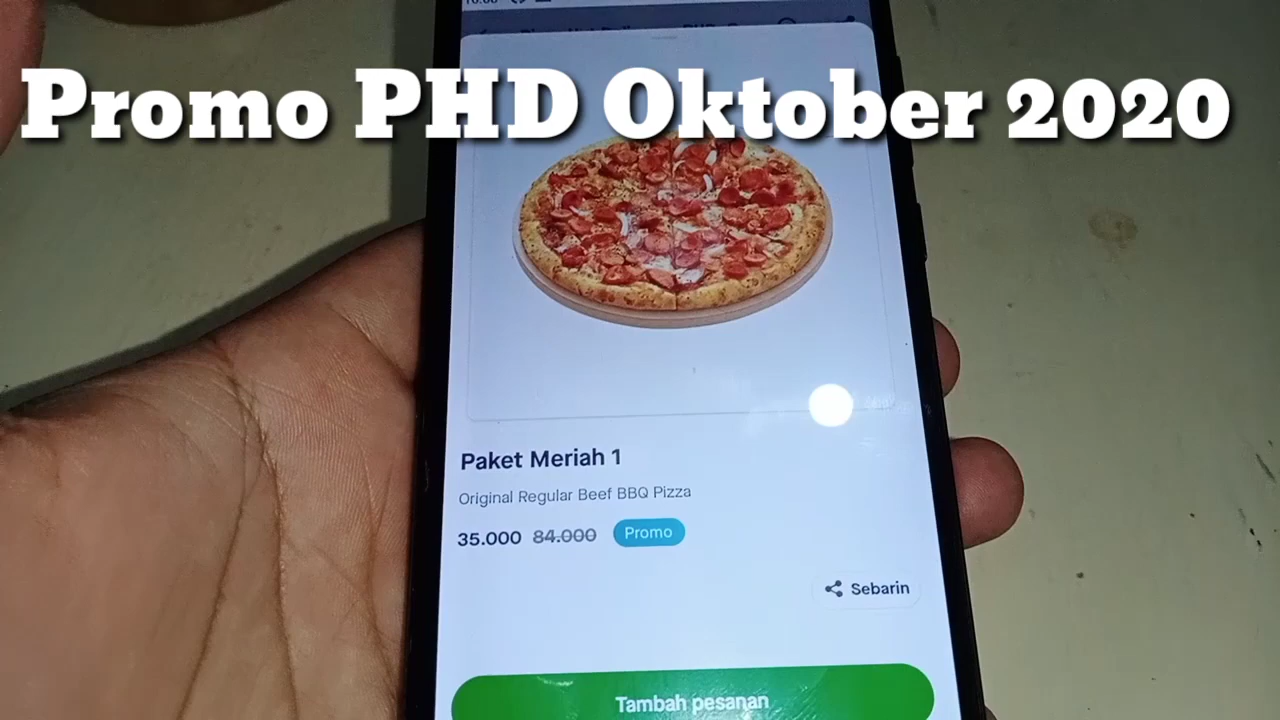 Promo PHD Oktober 2020
Paket Meriah 1
Original Regular Beef BBQ Pizza
35.000 84.000 Promo
Sebarin
Tambah pesanan